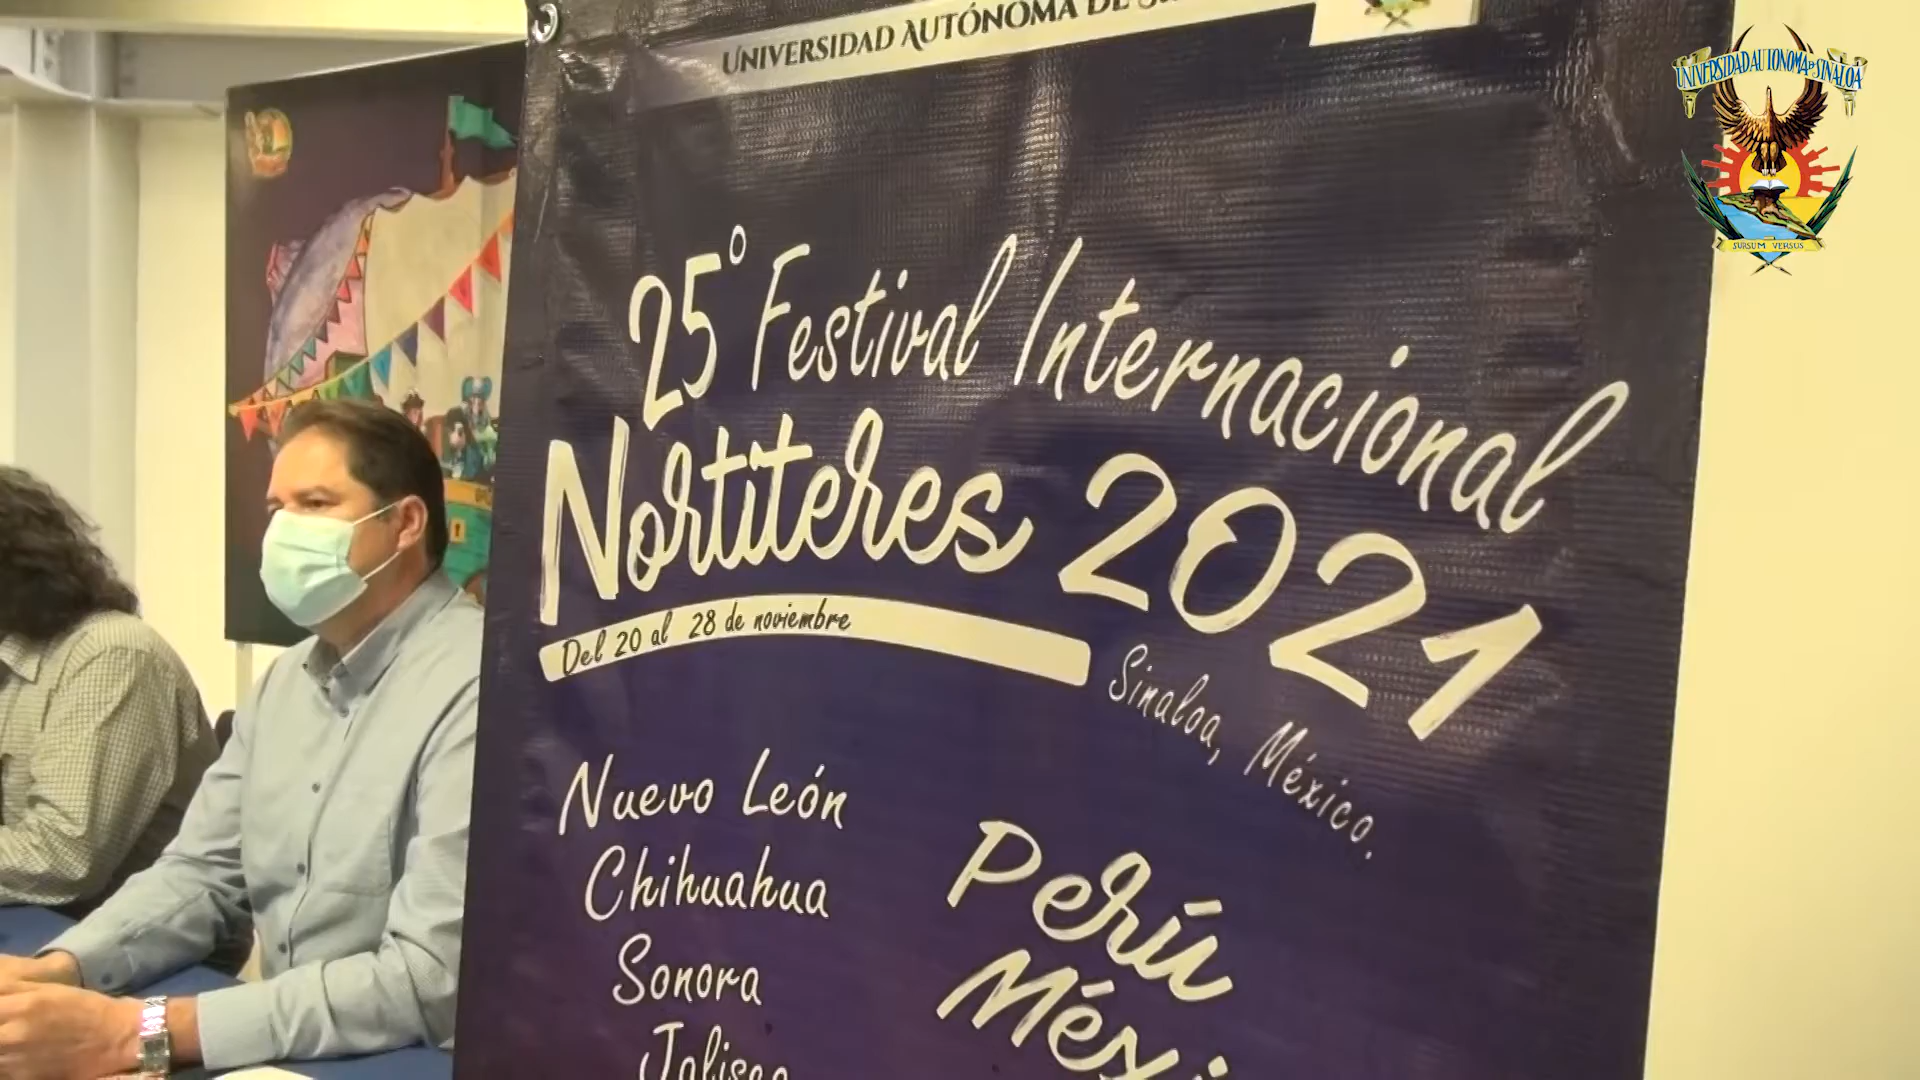 UNIVERSIDAD AUTÓNOMA DE
UNIVERSIDAD AUTONOMA DE SINALOA
SURSUM VERSUS
25° Festival Internacional
Nortiteres 2021
Del 20 al 28 de noviembre
Sinaloa, México.
Nuevo León
Chihuahua
Sonora
Jalisco
Perú